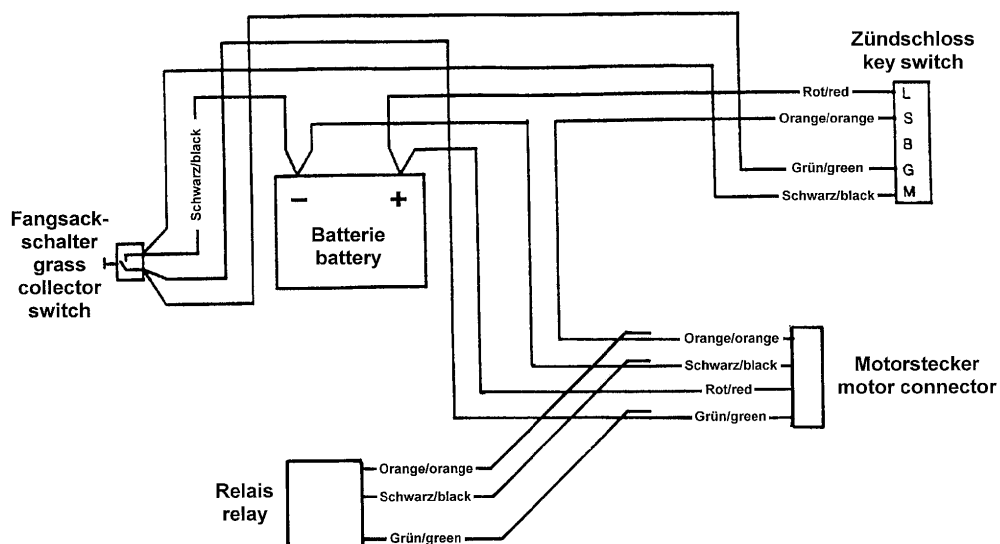 Zündschloss
key switch
Rot/red
L
Orange/orange
S
B
Grün/green
G
Schwarz/black
M
Schwarz/black
–
+
Batterie
battery
Fangsack-
schalter
grass
collector
switch
Orange/orange
Schwarz/black
Rot/red
Grün/green
Motorstecker
motor connector
Relais
relay
Orange/orange
Schwarz/black
Grün/green